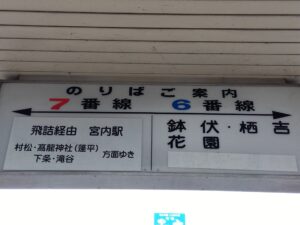 のりばご案内
7番線 6番線
飛詰経由 宮内駅
村松・高龍神社(蓬平)
下条・滝谷 方面ゆき
鉢伏・栖吉
花園